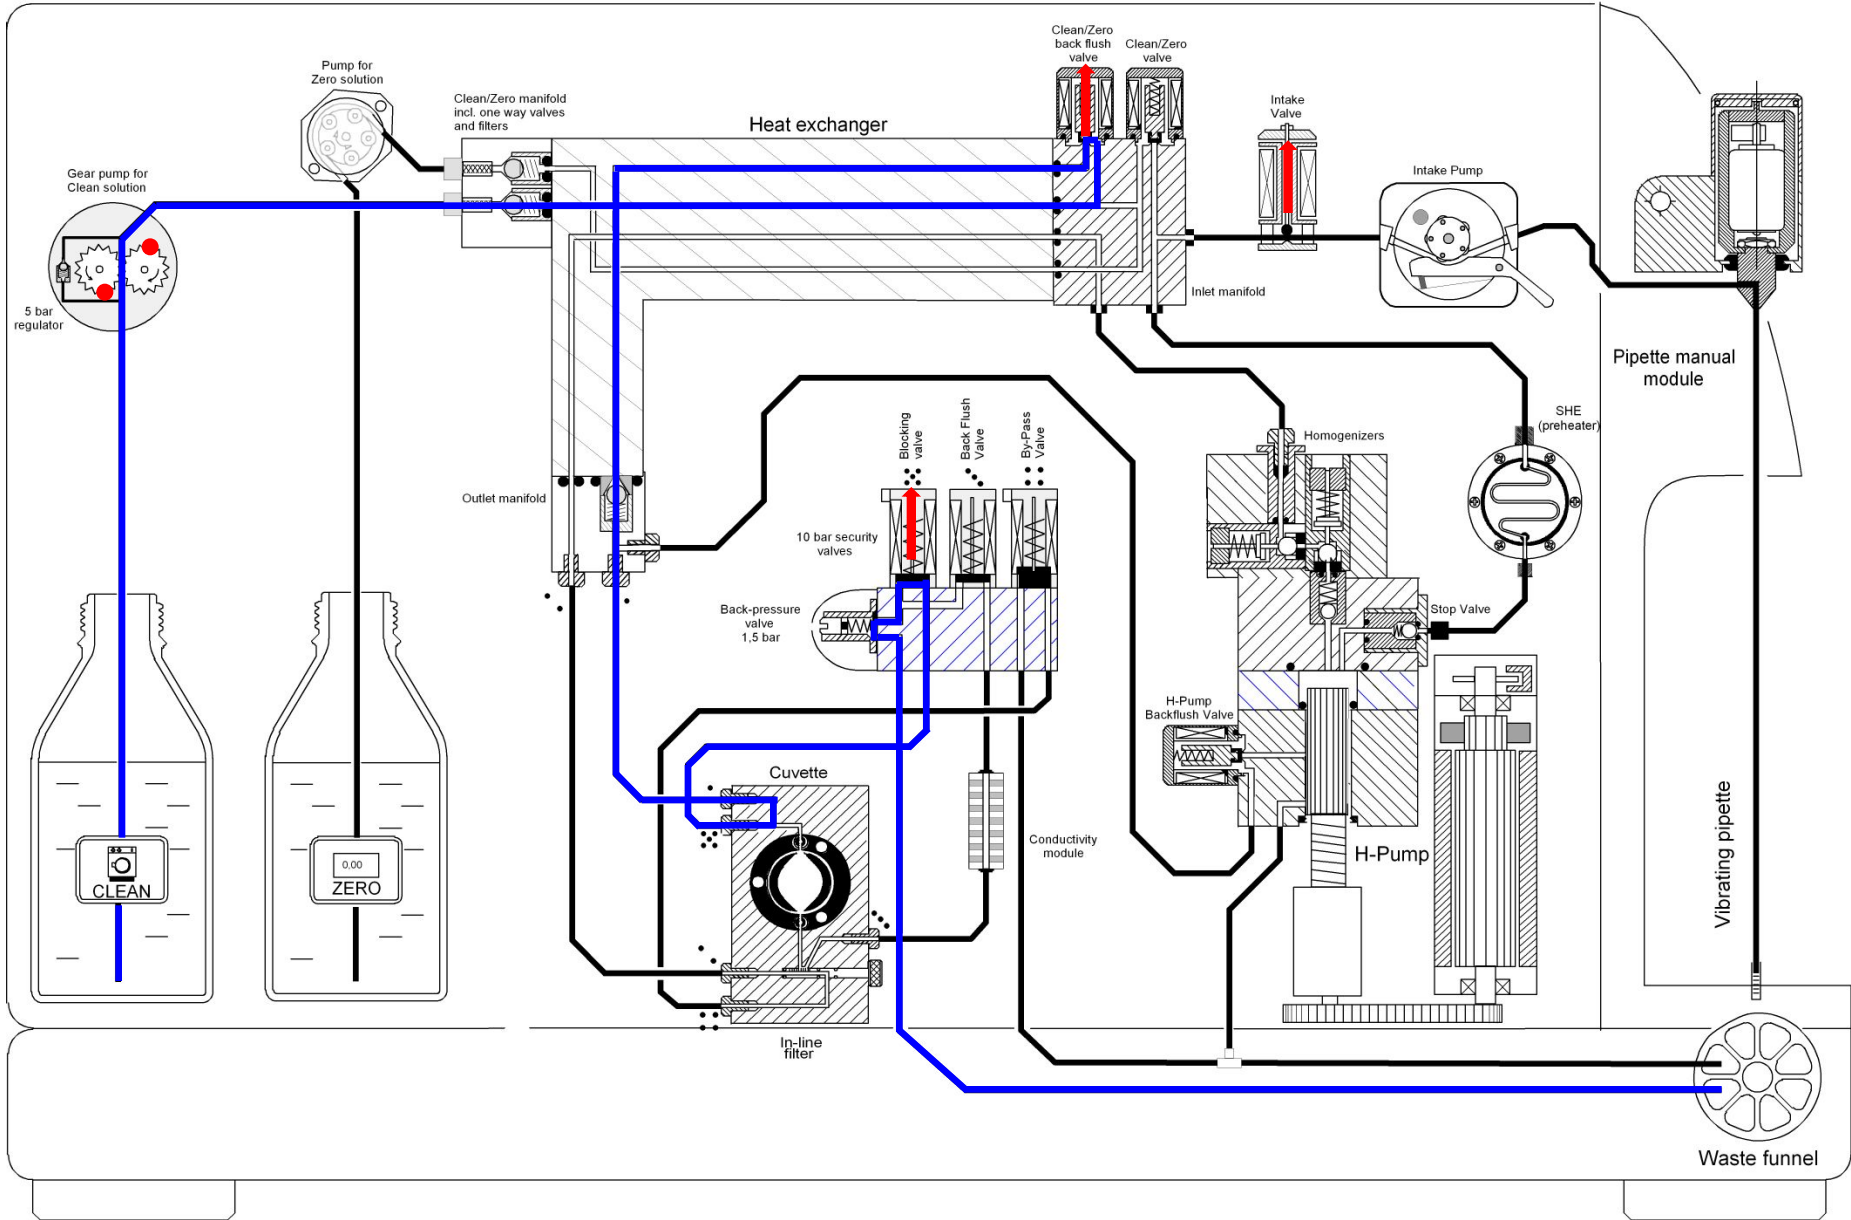 Clean/Zero
back flush
valve
Clean/Zero
valve
Pump for
Zero solution
Clean/Zero manifold
incl. one way valves
and filters
Heat exchanger
Intake
Valve
Intake Pump
Gear pump for
Clean solution
5 bar
regulator
Inlet manifold
Pipette manual
module
SHE
(preheater)
Blocking
valve
Back Flush
Valve
By-Pass
Valve
Homogenizers
Outlet manifold
10 bar security
valves
Back-pressure
valve
1,5 bar
Stop Valve
H-Pump
Backflush Valve
Cuvette
Conductivity
module
H-Pump
Vibrating pipette
CLEAN
0,00
ZERO
In-line
filter
Waste funnel